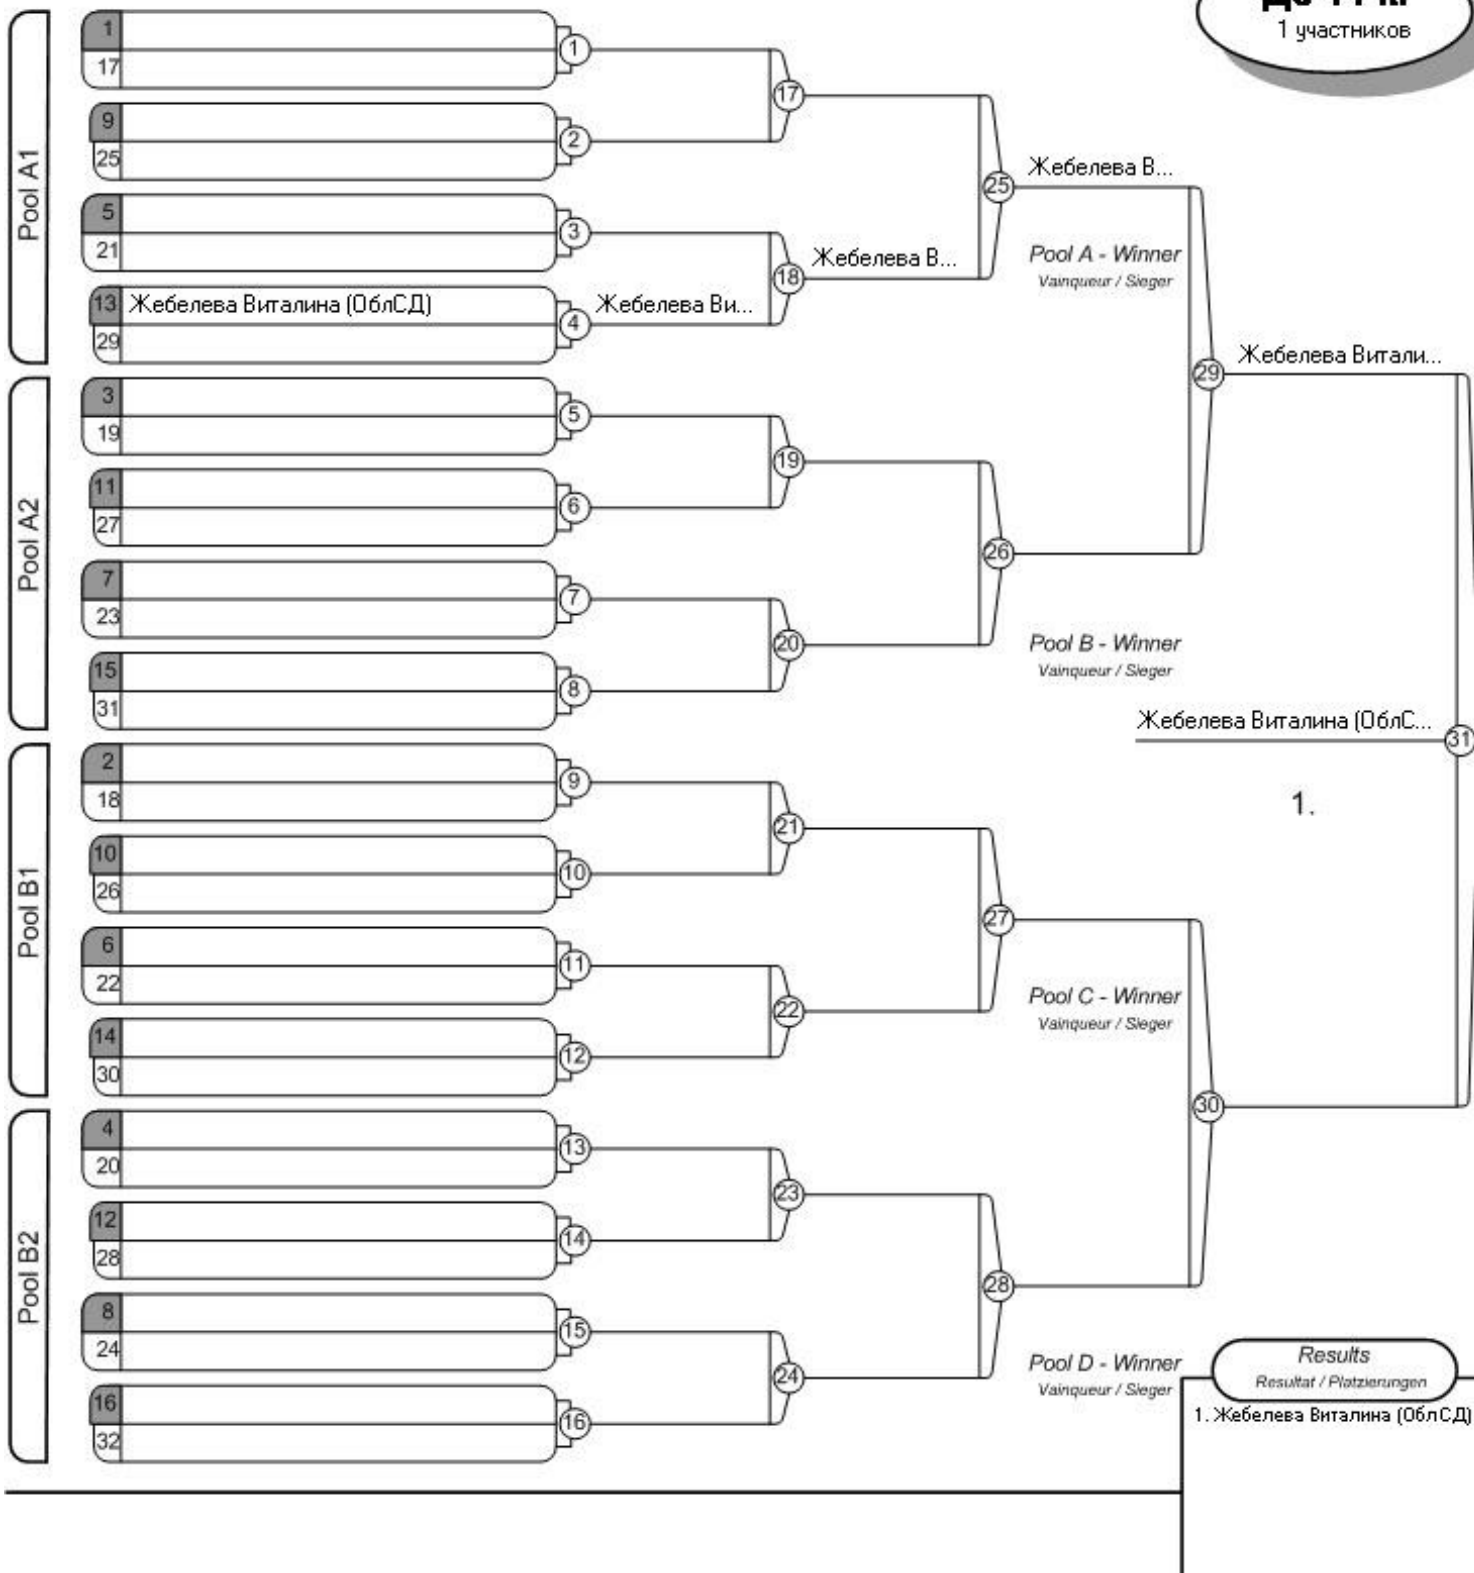 1 участников
Pool A1
1
17
1
9
25
2
17
5
21
3
13 Жебелева Виталина (ОблСД)
29
4
Жебелева Ви...
18
Жебелева В...
25
Жебелева В...
Pool A - Winner
Vainqueur / Sieger
Pool A2
3
19
5
11
27
6
19
7
23
7
15
31
8
20
26
Pool B - Winner
Vainqueur / Sieger
29
Жебелева Витали...
Жебелева Виталина (ОблС...
31
1.
Pool B1
2
18
9
10
26
10
21
6
22
11
14
30
12
22
27
Pool C - Winner
Vainqueur / Sieger
30
Pool B2
4
20
13
12
28
14
23
8
24
15
16
32
16
24
28
Pool D - Winner
Vainqueur / Sieger
Results
Resultat / Platzierungen
1. Жебелева Виталина (ОблСД)